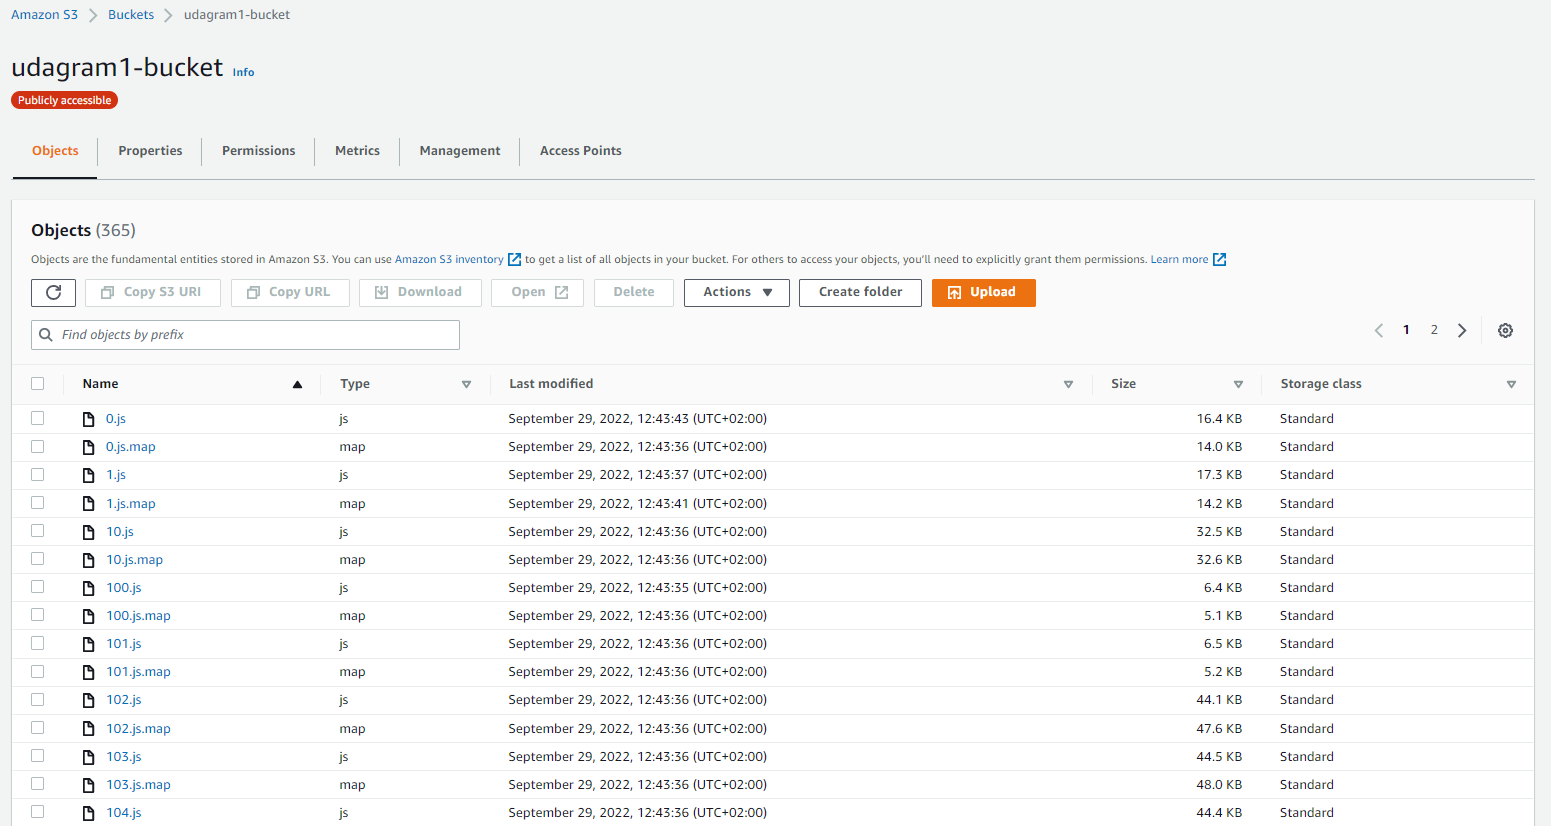 Amazon S3 > Buckets > udagram1-bucket
udagram1-bucket Info
Publicly accessible
Objects Properties Permissions Metrics Management Access Points
Objects (365)
Objects are the fundamental entities stored in Amazon S3. You can use Amazon S3 inventory to get a list of all objects in your bucket. For others to access your objects, you'll need to explicitly grant them permissions. Learn more
Copy S3 URI Copy URL Download Open Delete Actions Create folder Upload
Find objects by prefix
1 2
Name Type Last modified Size Storage class
0.js js September 29, 2022, 12:43:43 (UTC+02:00) 16.4 KB Standard
0.js.map map September 29, 2022, 12:43:36 (UTC+02:00) 14.0 KB Standard
1.js js September 29, 2022, 12:43:37 (UTC+02:00) 17.3 KB Standard
1.js.map map September 29, 2022, 12:43:41 (UTC+02:00) 14.2 KB Standard
10.js js September 29, 2022, 12:43:36 (UTC+02:00) 32.5 KB Standard
10.js.map map September 29, 2022, 12:43:36 (UTC+02:00) 32.6 KB Standard
100.js js September 29, 2022, 12:43:35 (UTC+02:00) 6.4 KB Standard
100.js.map map September 29, 2022, 12:43:36 (UTC+02:00) 5.1 KB Standard
101.js js September 29, 2022, 12:43:36 (UTC+02:00) 6.5 KB Standard
101.js.map map September 29, 2022, 12:43:36 (UTC+02:00) 5.2 KB Standard
102.js js September 29, 2022, 12:43:36 (UTC+02:00) 44.1 KB Standard
102.js.map map September 29, 2022, 12:43:36 (UTC+02:00) 47.6 KB Standard
103.js js September 29, 2022, 12:43:36 (UTC+02:00) 44.5 KB Standard
103.js.map map September 29, 2022, 12:43:36 (UTC+02:00) 48.0 KB Standard
104.js js September 29, 2022, 12:43:36 (UTC+02:00) 44.4 KB Standard